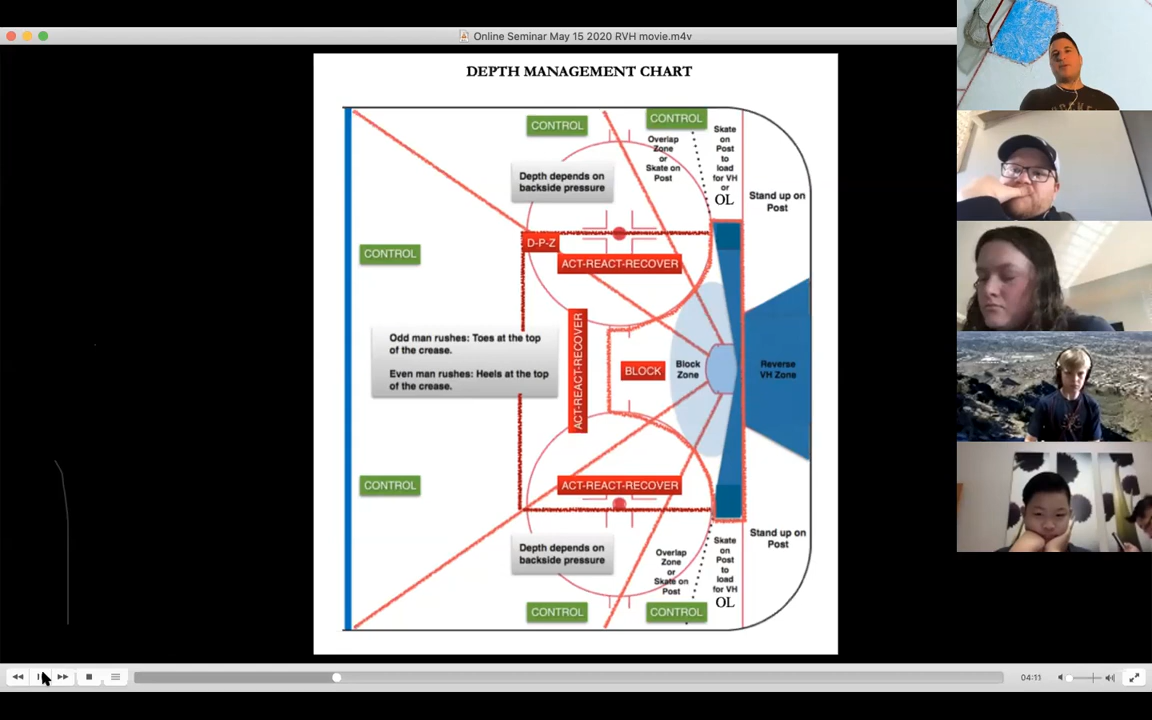 Online Seminar May 15 2020 RVH movie.m4v
DEPTH MANAGEMENT CHART
CONTROL
CONTROL
Overlap
Zone
or
Skate on
Post
Skate
on
Post
to
load
for VH
or
OL
Depth depends on
backside pressure
Stand up on
Post
D-P-Z
CONTROL
ACT-REACT-RECOVER
Odd man rushes: Toes at the top
of the crease.
Even man rushes: Heels at the top
of the crease.
ACT-REACT-RECOVER
BLOCK
Block
Zone
Reverse
VH Zone
CONTROL
ACT-REACT-RECOVER
Depth depends on
backside pressure
Overlap
Zone
or
Skate on
Post
Skate
on
Post
to
load
for VH
OL
Stand up on
Post
CONTROL
CONTROL
04:11